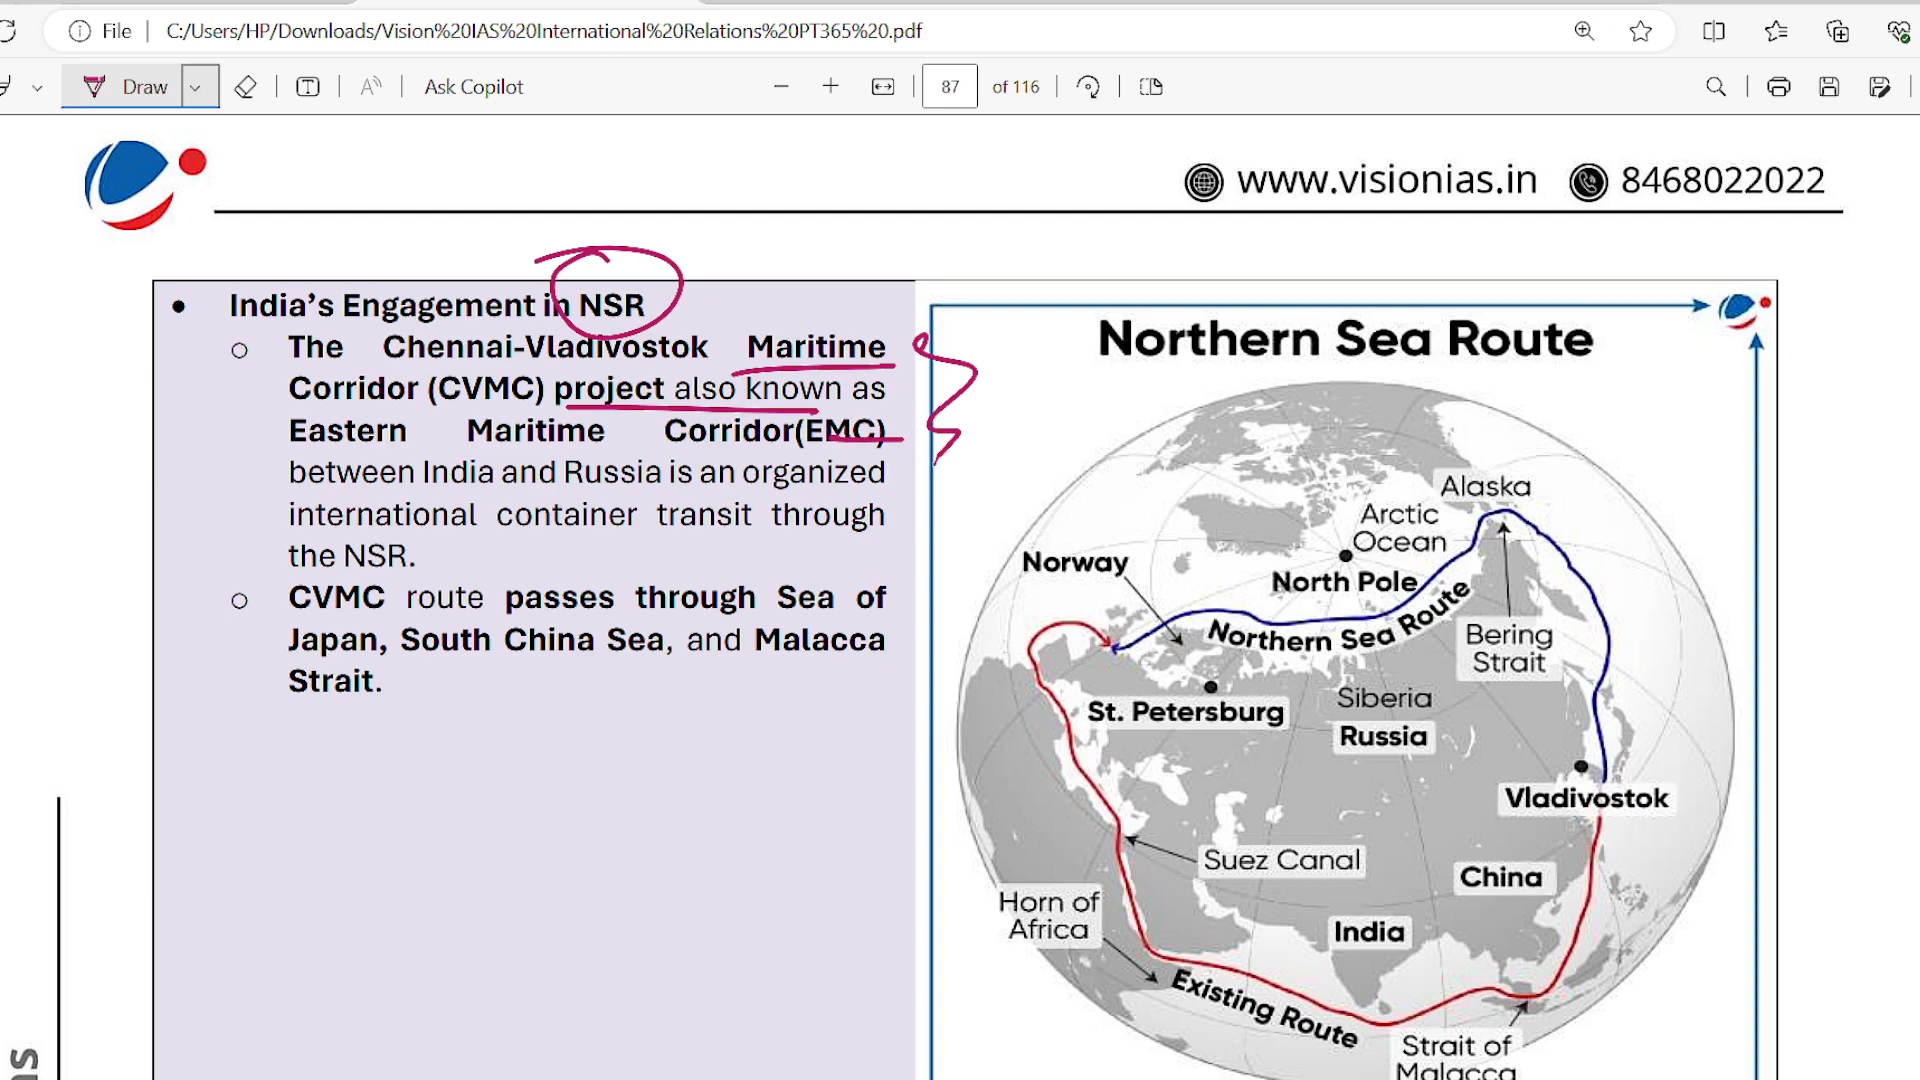 File
C:/Users/HP/Downloads/Vision%20IAS%20International%20Relations%20PT365%20.pdf
Draw
Ask Copilot
87
of 116
www.visionias.in
8468022022
• India's Engagement in NSR
○ The Chennai-Vladivostok Maritime
Corridor (CVMC) project also known as
Eastern Maritime Corridor(EMC)
between India and Russia is an organized
international container transit through
the NSR.
○ CVMC route passes through Sea of
Japan, South China Sea, and Malacca
Strait.
Northern Sea Route
Alaska
Arctic
Ocean
Norway
North Pole
Northern Sea Route
Bering
Strait
Siberia
St. Petersburg
Russia
Vladivostok
Suez Canal
China
Horn of
Africa
India
Existing Route
Strait of
Malacca